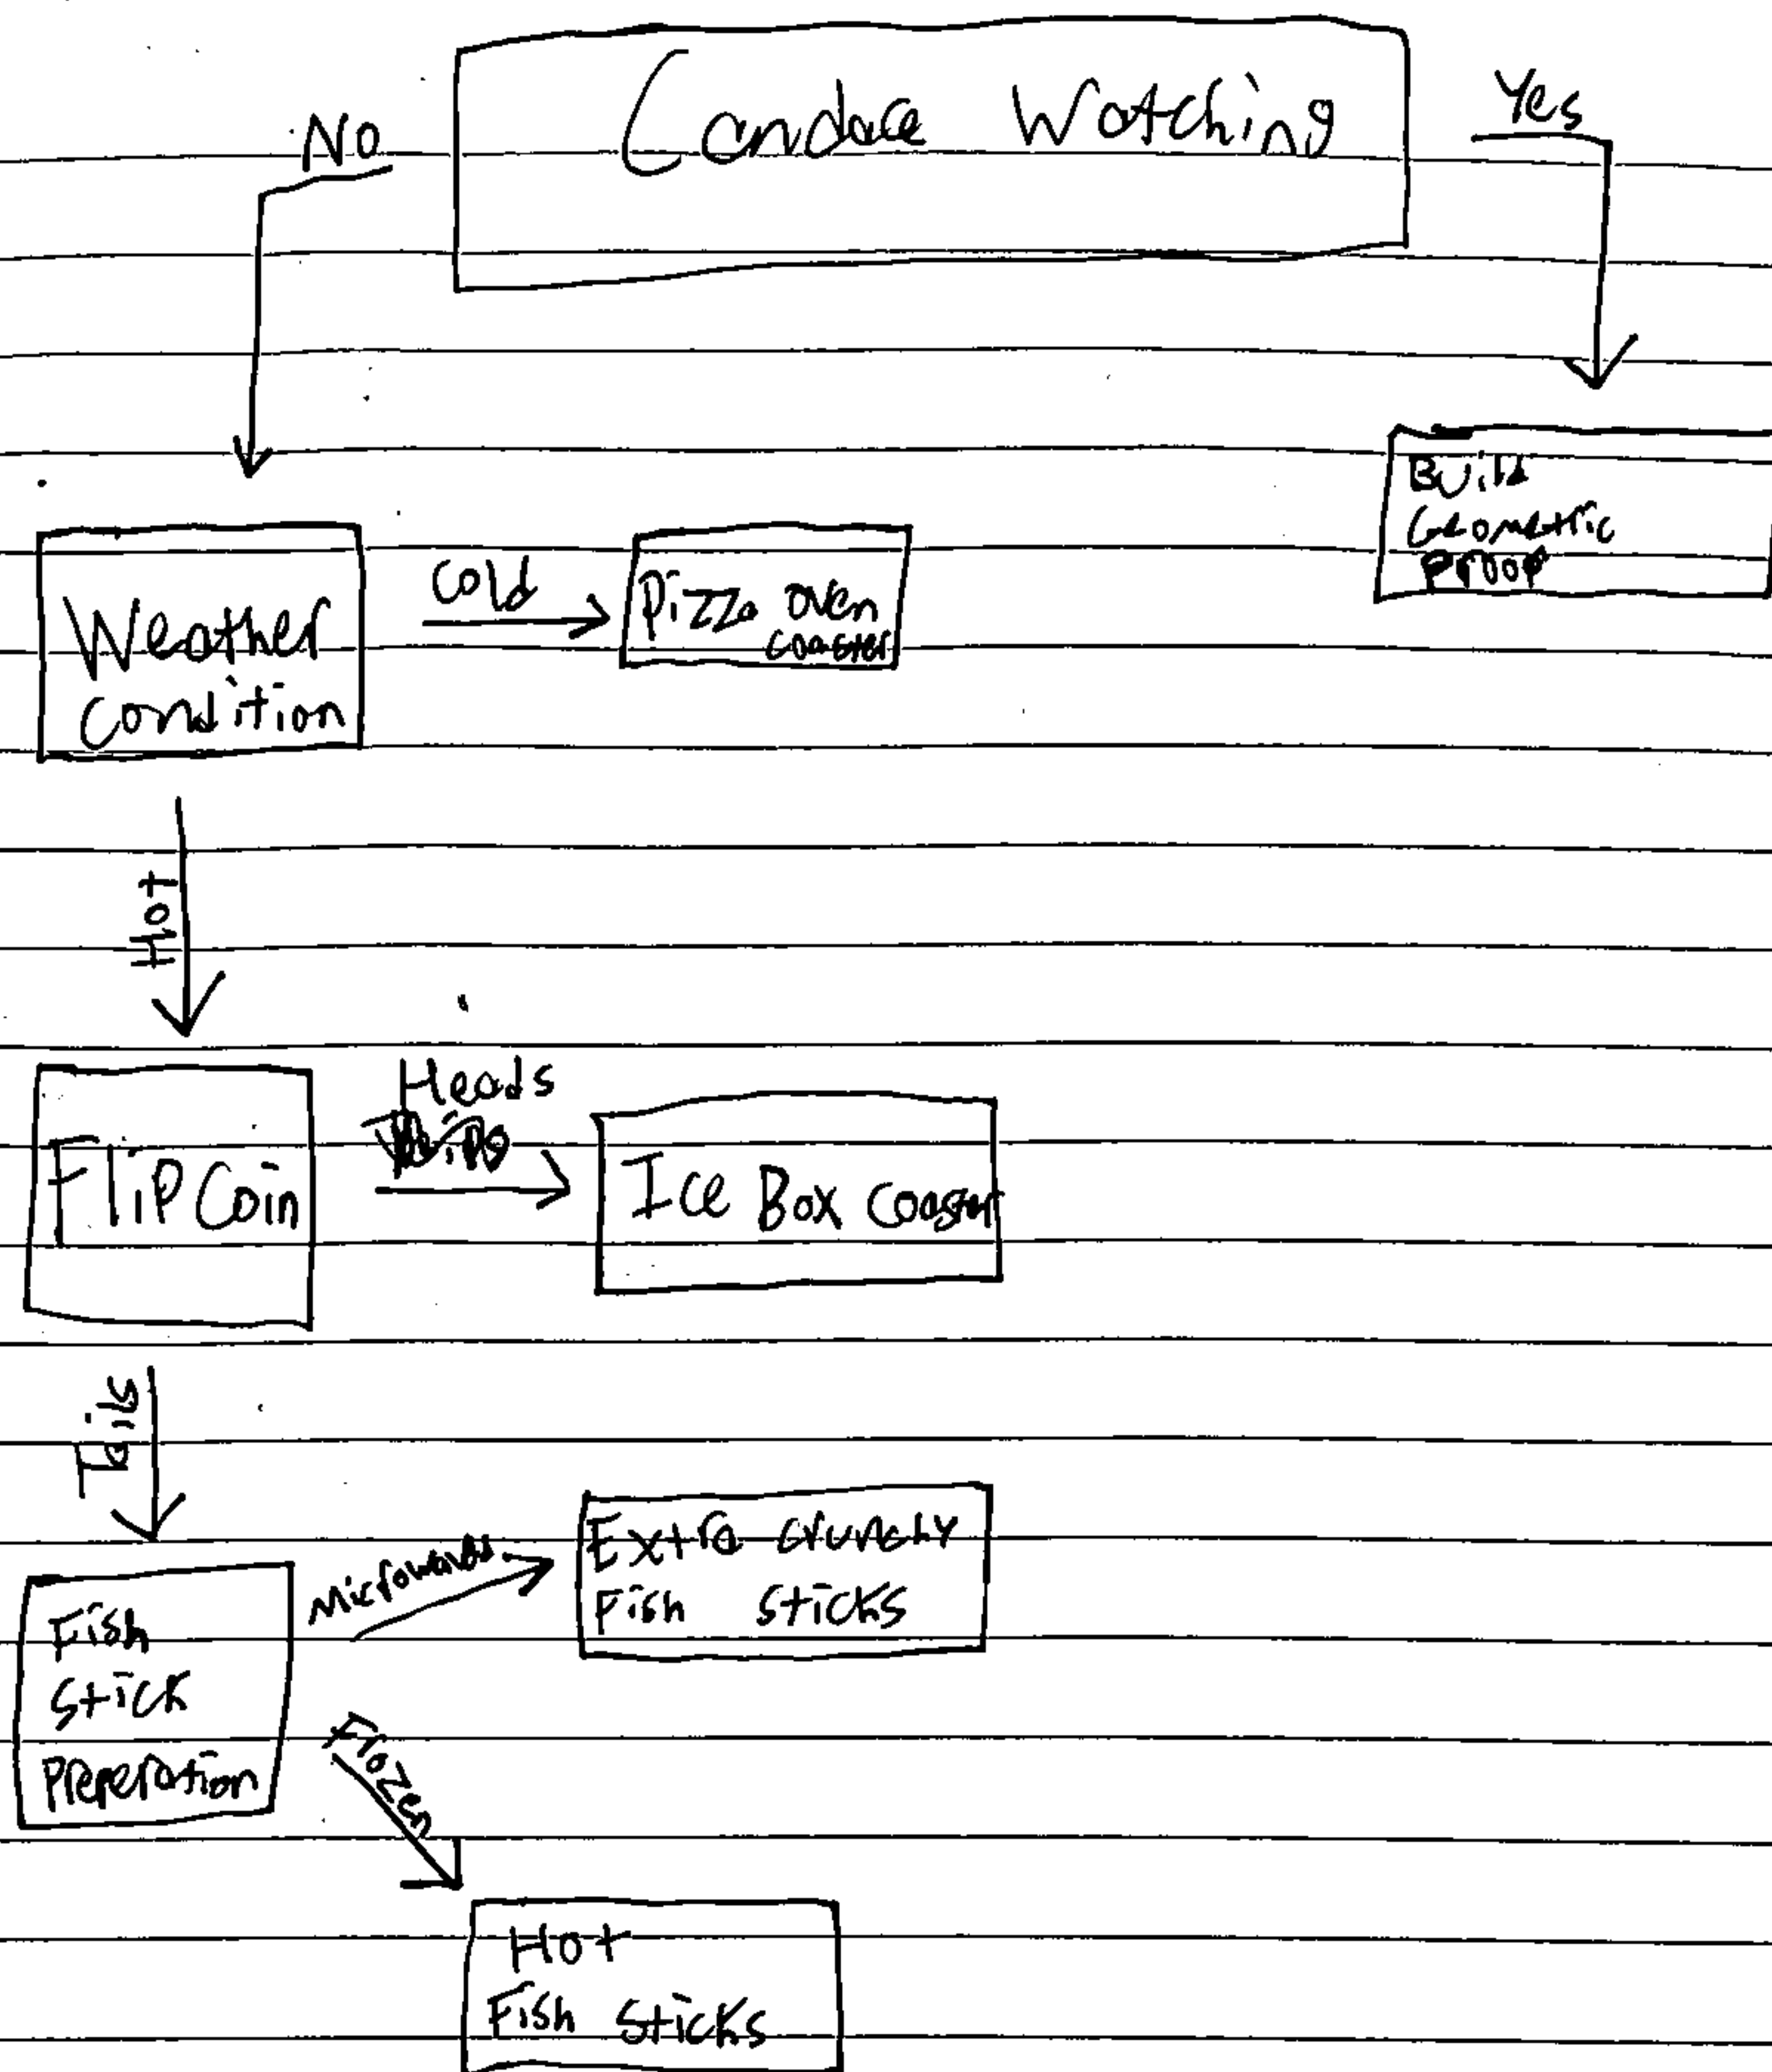 Candace Watching
No
Yes
Build
Geometric
Proof
Weather
Condition
Cold
Pizza oven
coaster
Hot
Flip Coin
Heads
Ice Box Coaster
Tails
Fish
Stick
Preperation
Microwaved
Extra crunchy
Fish Sticks
Frozen
Hot
Fish Sticks